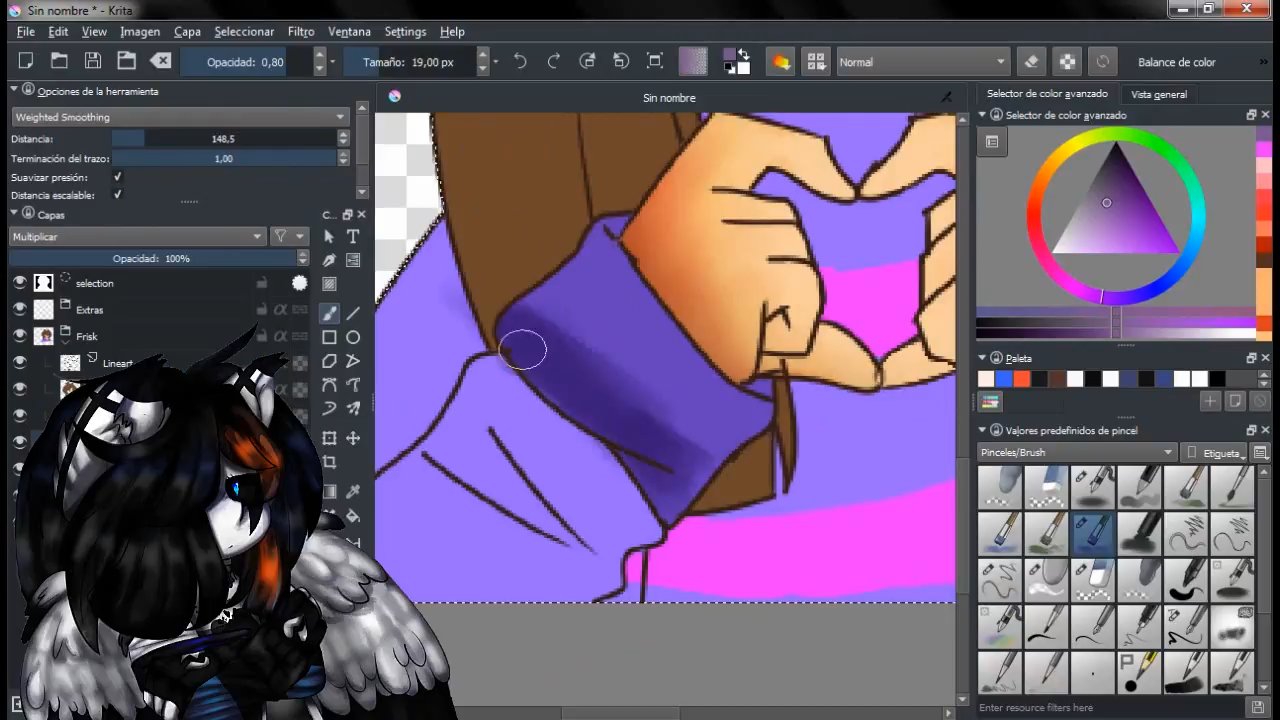 Sin nombre * - Krita
File Edit View Imagen Capa Seleccionar Filtro Ventana Settings Help
Opacidad: 0,80
Tamaño: 19,00 px
Normal
Balance de color
»
Opciones de la herramienta
Weighted Smoothing
Distancia: 148,5
Terminación del trazo: 1,00
Suavizar presión:
Distancia escalable:
Capas
Multiplicar
Opacidad: 100%
selection
Extras
Frisk
Lineart
C...
Sin nombre
Selector de color avanzado
Vista general
Selector de color avanzado
Paleta
Valores predefinidos de pincel
Pinceles/Brush
Etiqueta
Enter resource filters here